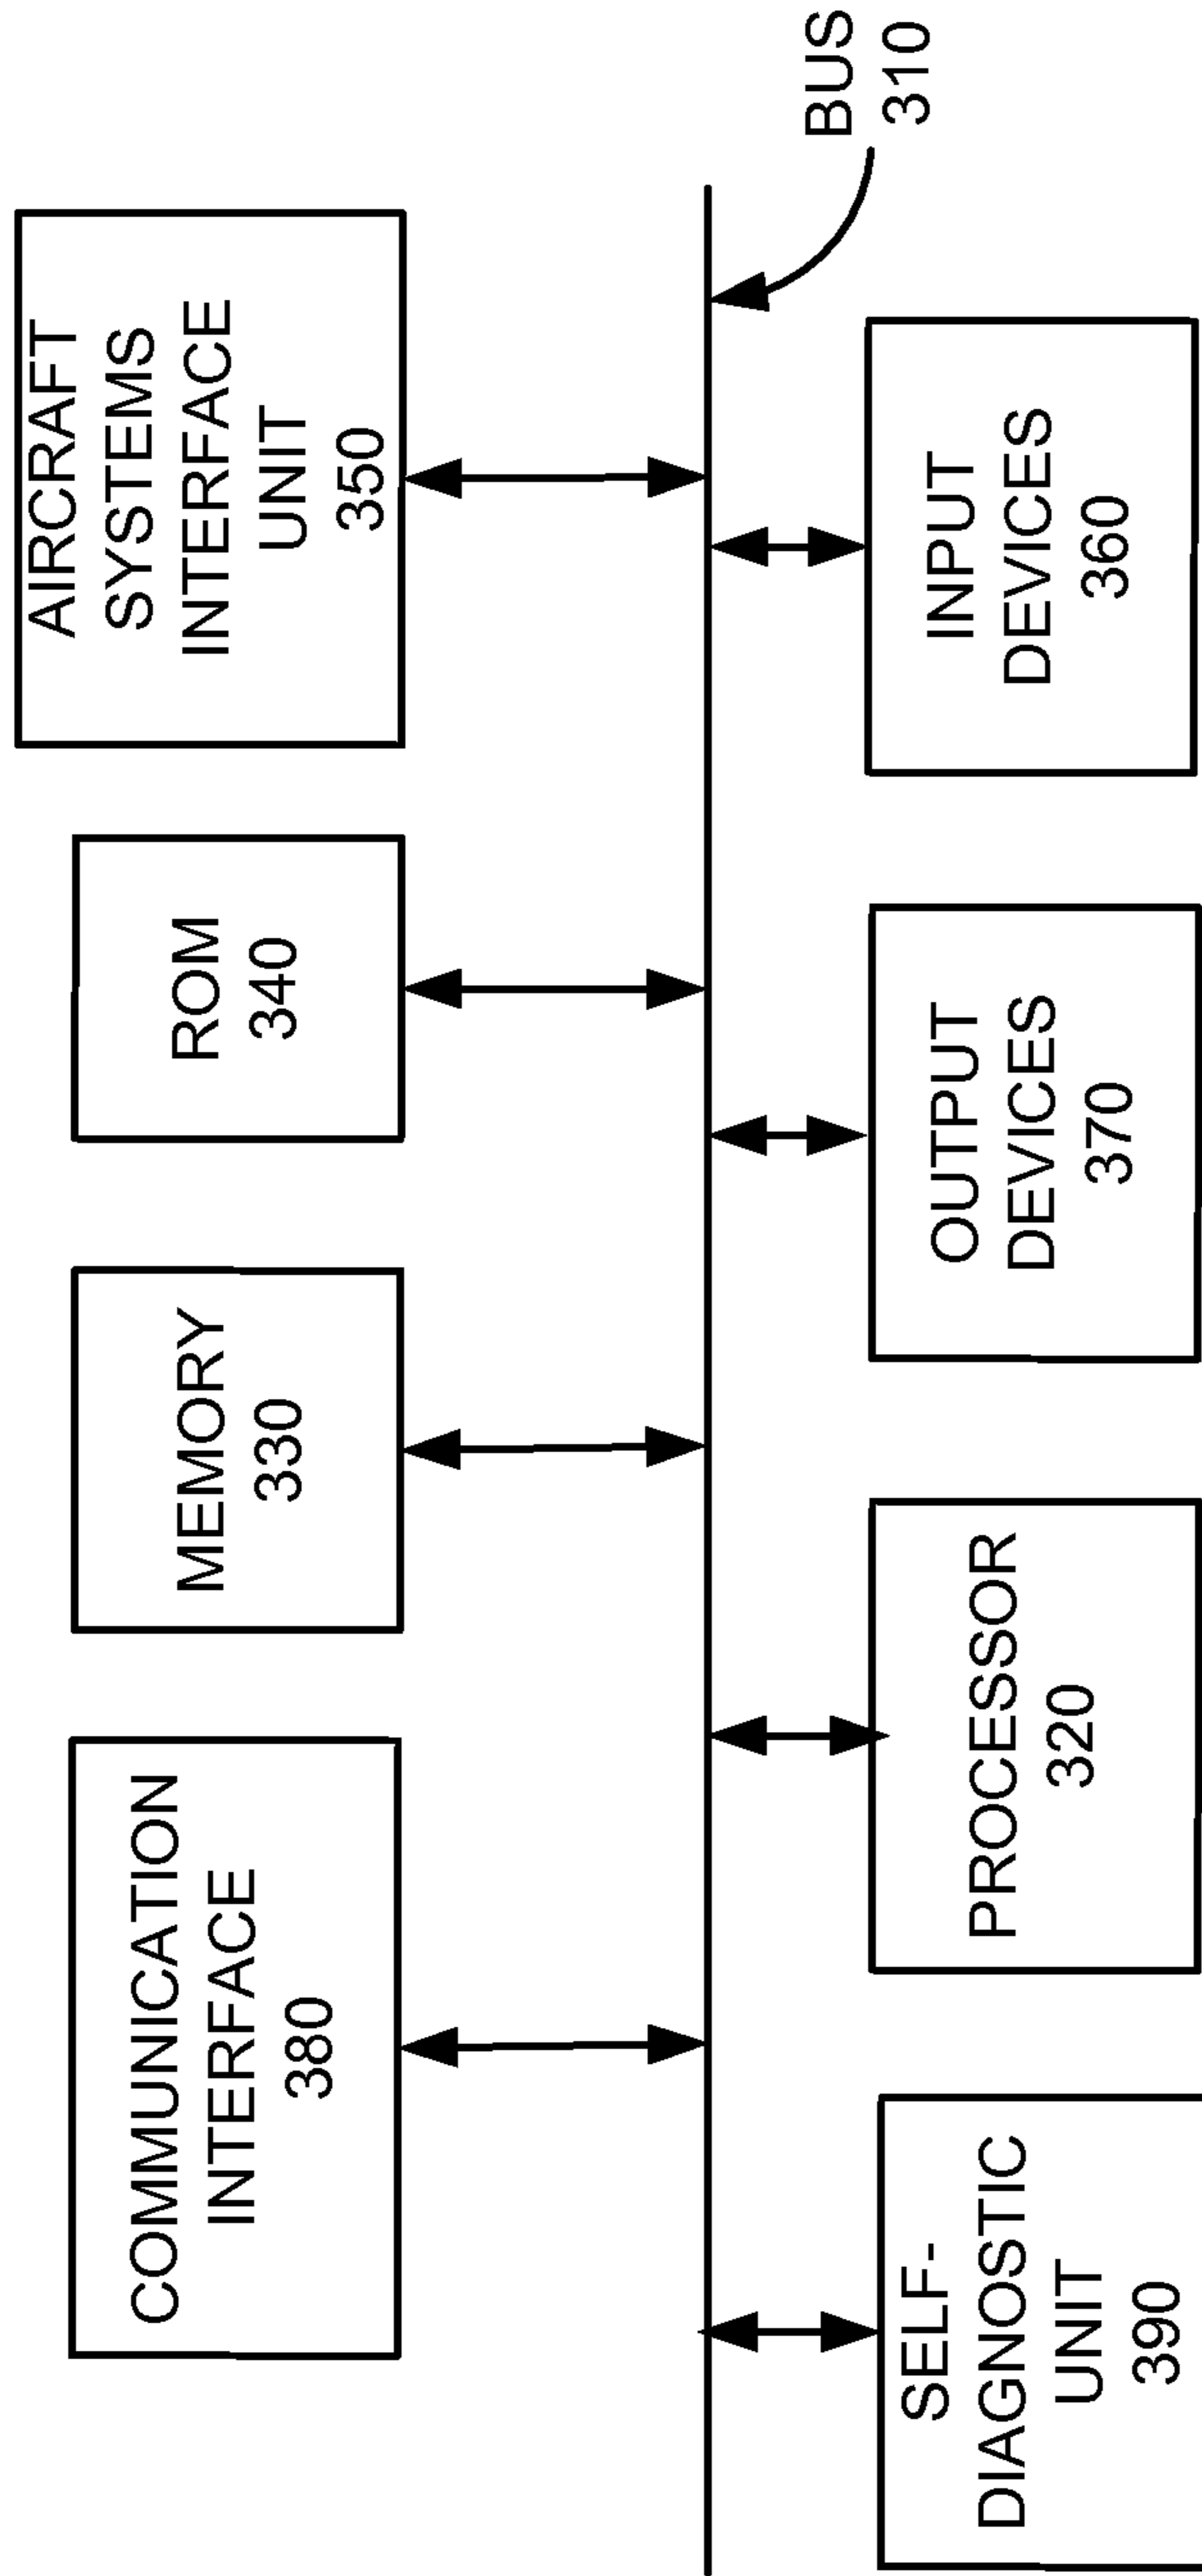 COMMUNICATION
INTERFACE
380
MEMORY
330
ROM
340
AIRCRAFT
SYSTEMS
INTERFACE
UNIT
350
BUS
310
SELF-
DIAGNOSTIC
UNIT
390
PROCESSOR
320
OUTPUT
DEVICES
370
INPUT
DEVICES
360